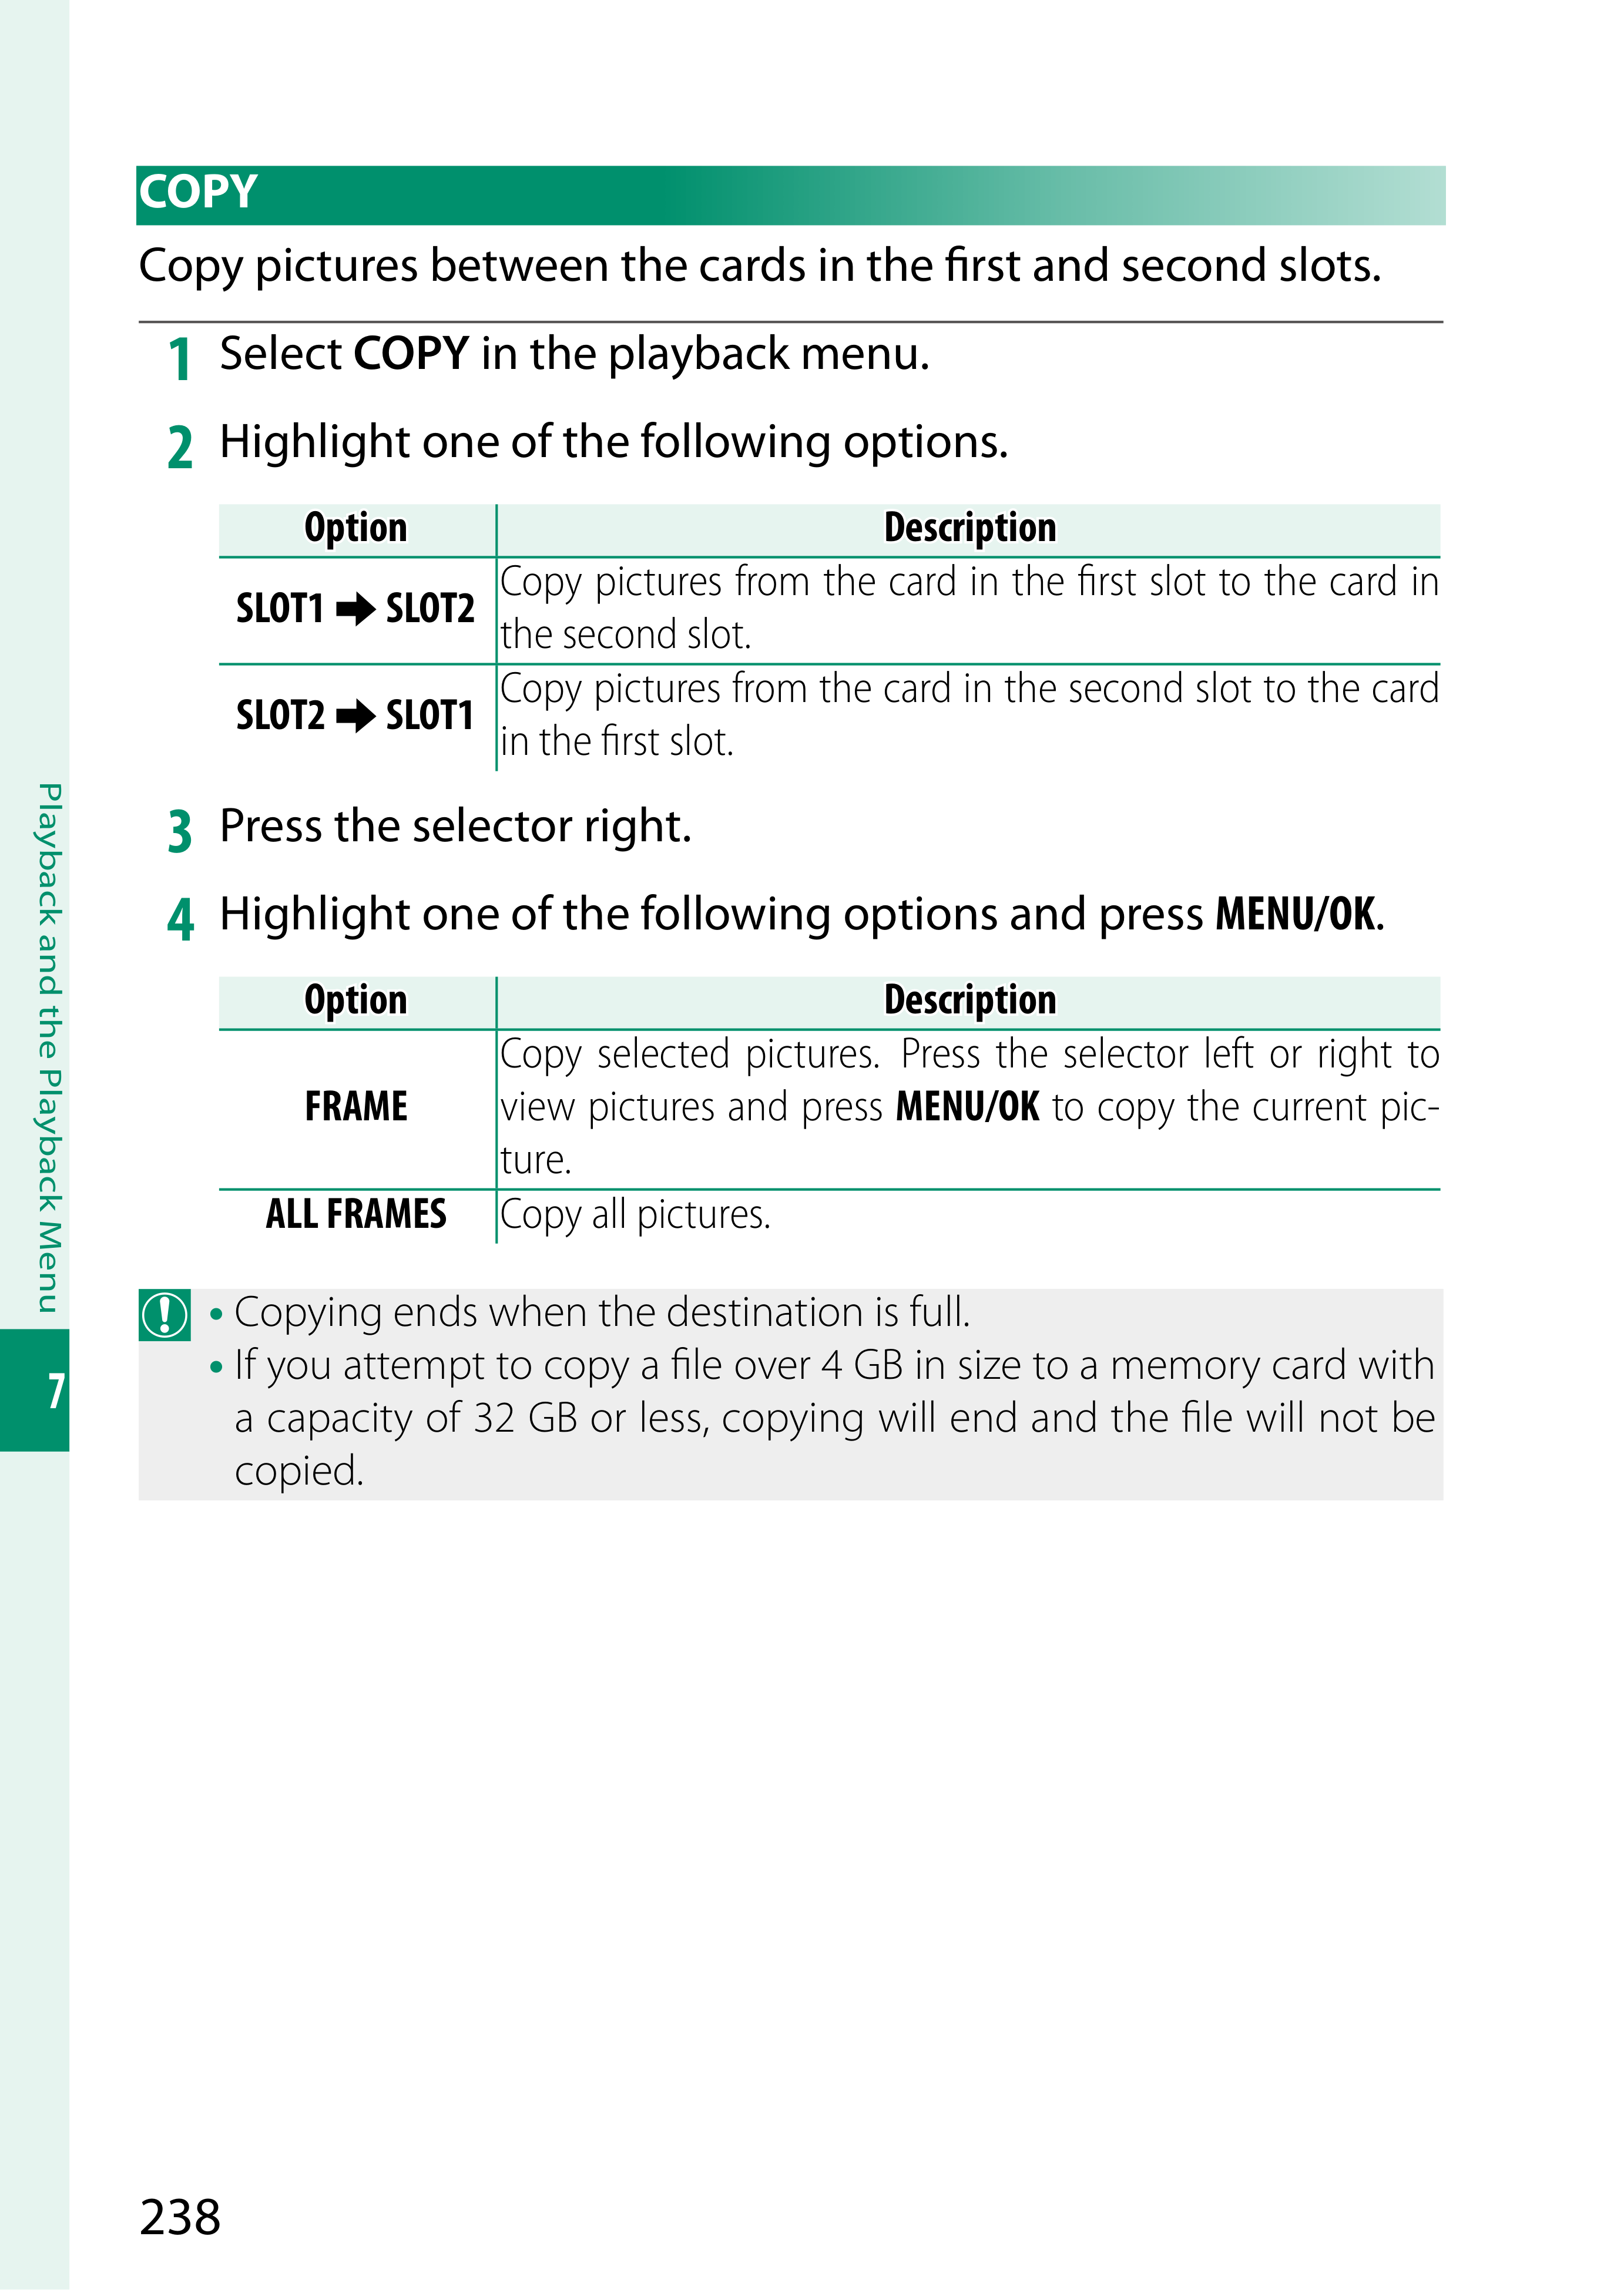 COPY
Copy pictures between the cards in the first and second slots.
1 Select COPY in the playback menu.
2 Highlight one of the following options.
Option Description
SLOT1 ➡ SLOT2 Copy pictures from the card in the first slot to the card in
the second slot.
SLOT2 ➡ SLOT1 Copy pictures from the card in the second slot to the card
in the first slot.
3 Press the selector right.
4 Highlight one of the following options and press MENU/OK.
Option Description
FRAME Copy selected pictures. Press the selector left or right to
view pictures and press MENU/OK to copy the current pic-
ture.
ALL FRAMES Copy all pictures.
• Copying ends when the destination is full.
• If you attempt to copy a file over 4 GB in size to a memory card with
a capacity of 32 GB or less, copying will end and the file will not be
copied.
Playback and the Playback Menu
7
238